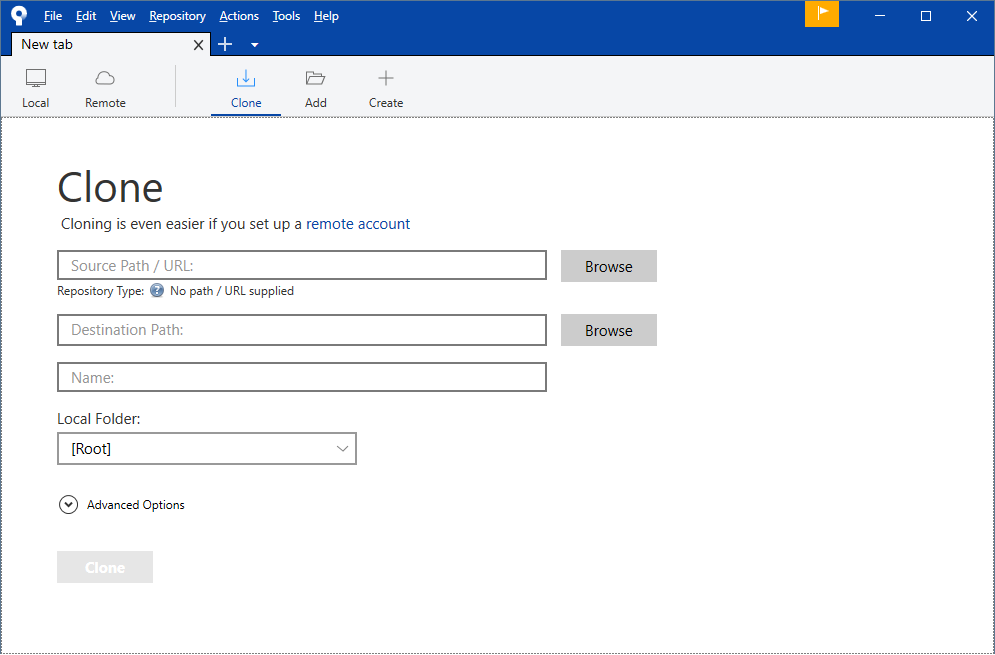 File Edit View Repository Actions Tools Help
New tab
Local Remote Clone Add Create
Clone
Cloning is even easier if you set up a remote account
Source Path / URL: Browse
Repository Type: ? No path / URL supplied
Destination Path: Browse
Name:
Local Folder:
[Root]
Advanced Options
Clone